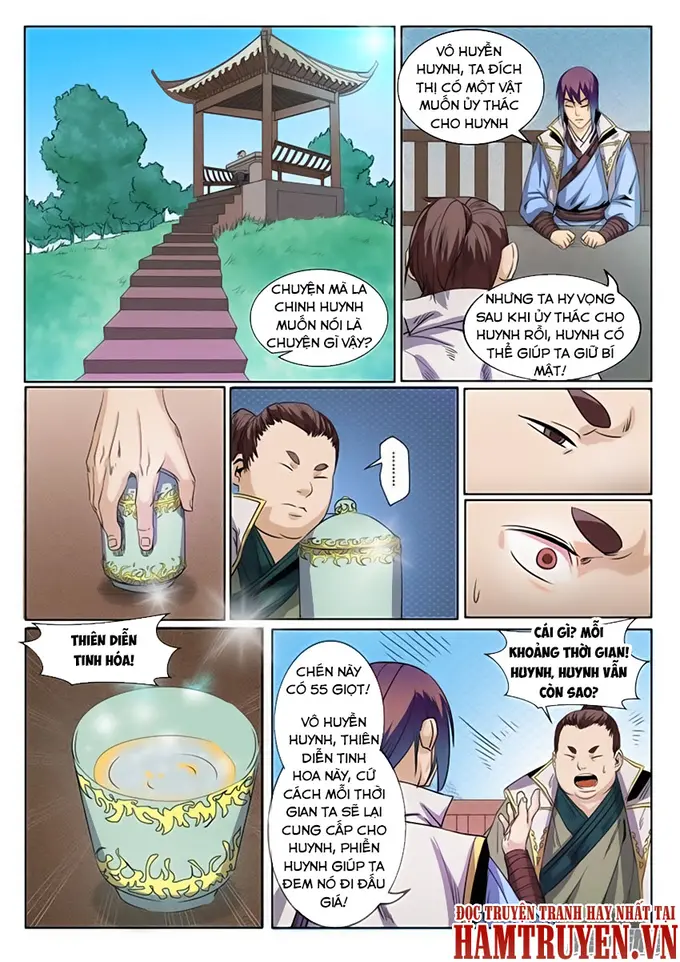 VÔ HUYỀN
HUYNH, TA ĐÍCH
THỊ CÓ MỘT VẬT
MUỐN ỦY THÁC
CHO HUYNH
CHUYỆN MÀ LA
CHINH HUYNH
MUỐN NÓI LÀ
CHUYỆN GÌ VẬY?
NHƯNG TA HY VỌNG
SAU KHI ỦY THÁC CHO
HUYNH RỒI, HUYNH CÓ
THỂ GIÚP TA GIỮ BÍ
MẬT!
........
THIÊN DIỄN
TINH HÓA!
CHÉN NÀY
CÓ 55 GIỌT!
VÔ HUYỀN
HUYNH, THIÊN
DIỄN TINH
HOA NÀY, CỨ
CÁCH MỖI THỜI
GIAN TA SẼ LẠI
CUNG CẤP CHO
HUYNH, PHIỀN
HUYNH GIÚP TA
ĐEM NÓ ĐI ĐẤU
GIÁ!
CÁI GÌ? MỖI
KHOẢNG THỜI GIAN!
HUYNH, HUYNH VẪN
CÒN SAO?
ĐỌC TRUYỆN TRANH HAY NHẤT TẠI
HAMTRUYEN.VN